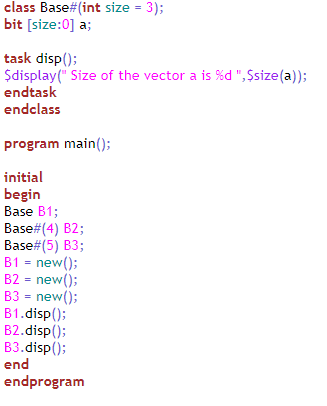 class Base#(int size = 3);
bit [size:0] a;
task disp();
$display(" Size of the vector a is %d ",$size(a));
endtask
endclass
program main();
initial
begin
Base B1;
Base#(4) B2;
Base#(5) B3;
B1 = new();
B2 = new();
B3 = new();
B1.disp();
B2.disp();
B3.disp();
end
endprogram